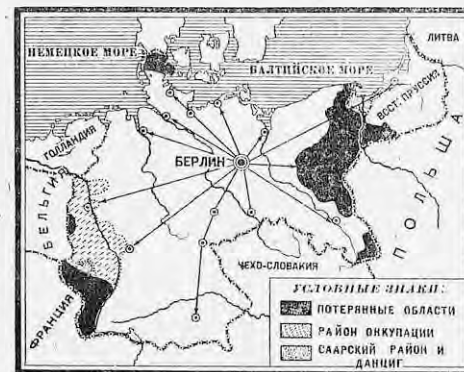 ЛИТВА
НЕМЕЦКОЕ МОРЕ
БАЛТИЙСКОЕ МОРЕ
ВОСТ. ПРУССИЯ
ГОЛЛАНДИЯ
БЕРЛИН
ПОЛЬША
БЕЛЬГИЯ
ЧЕХО-СЛОВАКИЯ
ФРАНЦИЯ
УСЛОВНЫЕ ЗНАКИ:
ПОТЕРЯННЫЕ ОБЛАСТИ
РАЙОН ОККУПАЦИИ
СААРСКИЙ РАЙОН И
ДАНЦИГ